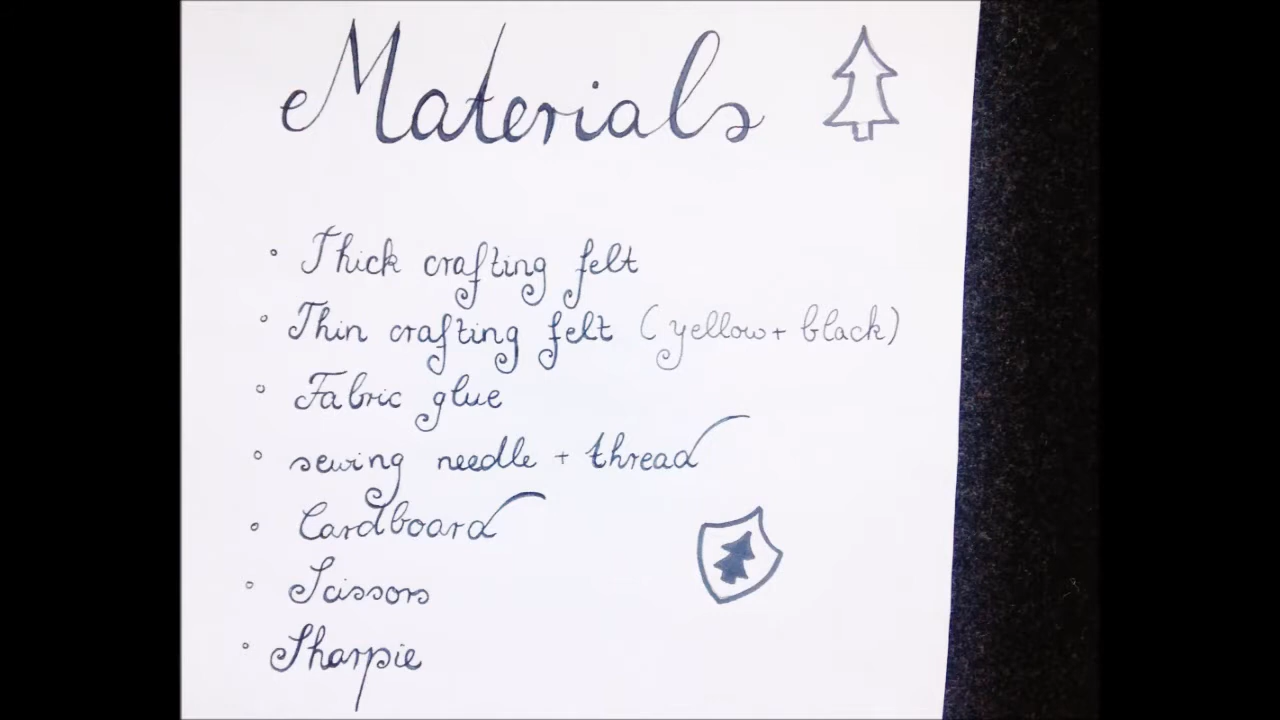 Materials
• Thick crafting felt
• Thin crafting felt (yellow + black)
• Fabric glue
• sewing needle + thread
• Cardboard
• Scissors
• Sharpie